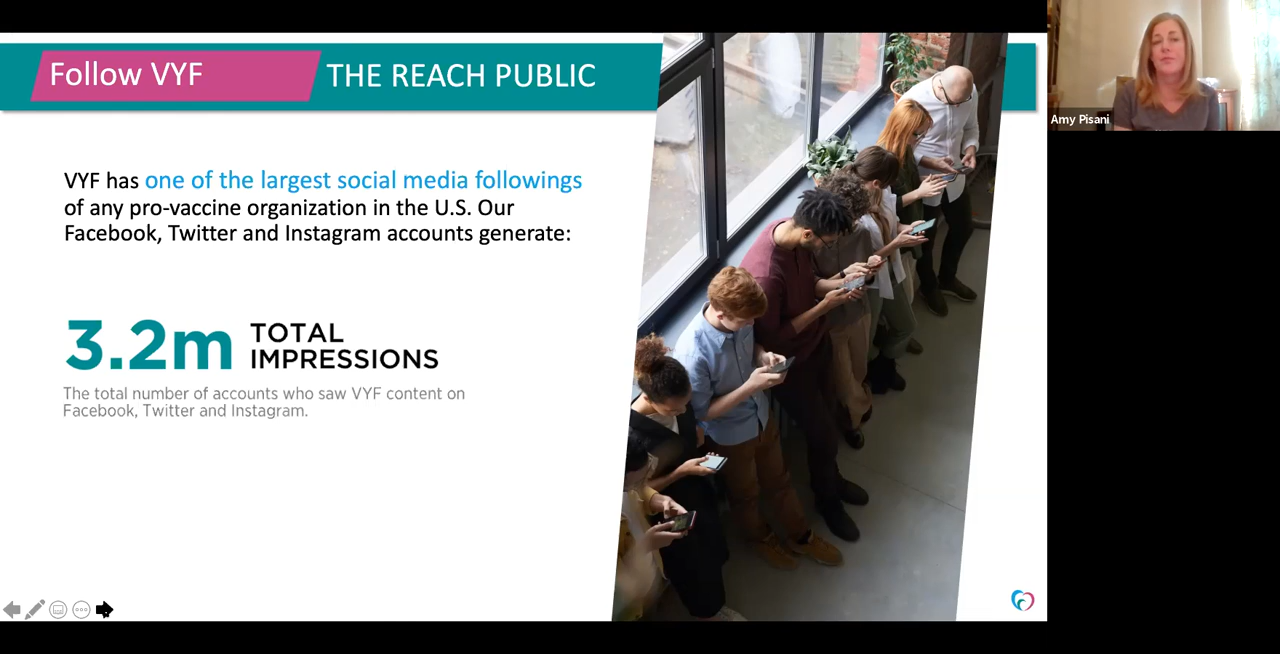 Follow VYF
THE REACH PUBLIC
VYF has one of the largest social media followings
of any pro-vaccine organization in the U.S. Our
Facebook, Twitter and Instagram accounts generate:
3.2m
TOTAL
IMPRESSIONS
The total number of accounts who saw VYF content on
Facebook, Twitter and Instagram.
Amy Pisani